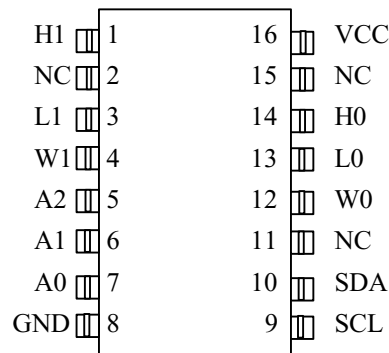 H1 1 16 VCC
NC 2 15 NC
L1 3 14 H0
W1 4 13 L0
A2 5 12 W0
A1 6 11 NC
A0 7 10 SDA
GND 8 9 SCL